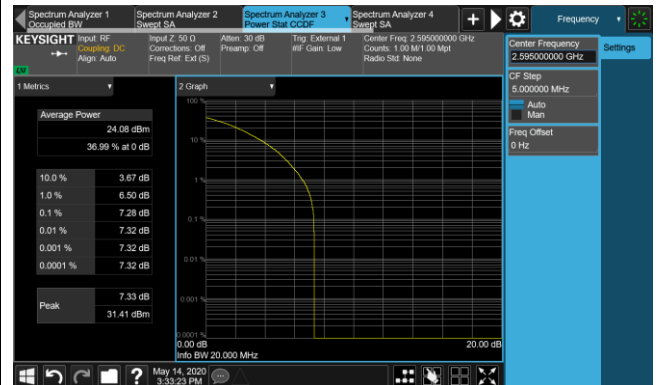 Spectrum Analyzer 1
Occupied BW
Spectrum Analyzer 2
Swept SA
Spectrum Analyzer 3
Power Stat CCDF
Spectrum Analyzer 4
Swept SA
Frequency
KEYSIGHT
Input: RF
Coupling: DC
Align: Auto
Input Z: 50 Ω
Corrections: Off
Freq Ref: Ext (S)
Atten: 30 dB
Preamp: Off
Trig: External 1
#IF Gain: Low
Center Freq: 2.595000000 GHz
Counts: 1.00 M/1.00 Mpt
Radio Std: None
Center Frequency
2.595000000 GHz
Settings
CF Step
5.000000 MHz
Auto
Man
Freq Offset
0 Hz
1 Metrics
Average Power
24.08 dBm
36.99 % at 0 dB
10.0 % 3.67 dB
1.0 % 6.50 dB
0.1 % 7.28 dB
0.01 % 7.32 dB
0.001 % 7.32 dB
0.0001 % 7.32 dB
Peak
7.33 dB
31.41 dBm
2 Graph
100 %
10 %
1 %
0.1 %
0.01 %
0.001 %
0.0001 %
0.00 dB
20.00 dB
Info BW 20.000 MHz
May 14, 2020
3:33:23 PM